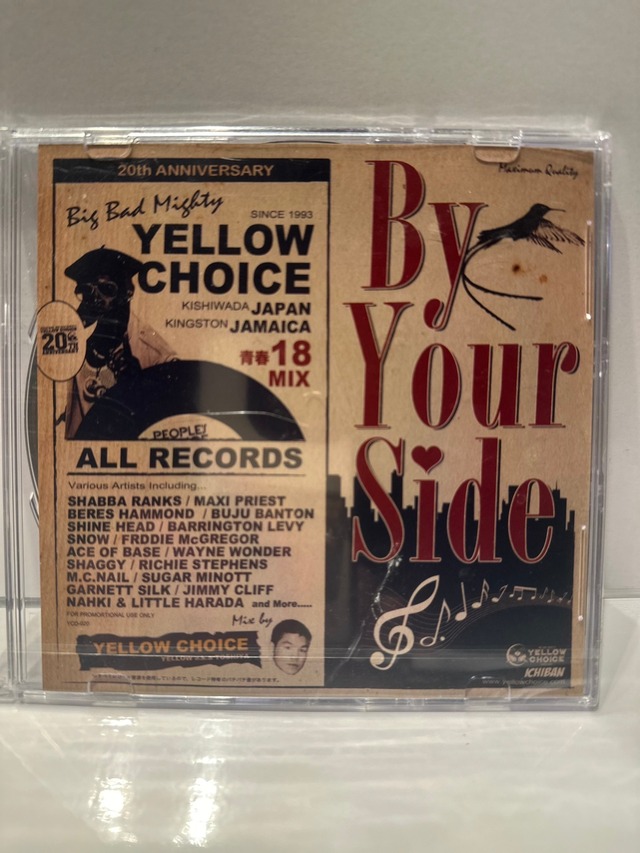 20th ANNIVERSARY
Big Bad Mighty
SINCE 1993
YELLOW
CHOICE
KISHIWADA JAPAN
KINGSTON JAMAICA
青春18
MIX
20TH
ANNIVERSARY
PEOPLE!
ALL RECORDS
Various Artists Including...
SHABBA RANKS / MAXI PRIEST
BERES HAMMOND / BUJU BANTON
SHINE HEAD / BARRINGTON LEVY
SNOW / FRDDIE McGREGOR
ACE OF BASE / WAYNE WONDER
SHAGGY / RICHIE STEPHENS
M.C.NAIL / SUGAR MINOTT
GARNETT SILK / JIMMY CLIFF
NAHKI & LITTLE HARADA and More.....
FOR PROMOTIONAL USE ONLY
Mix by
YELLOW CHOICE
Maximum Quality
By
Your
Side
YELLOW
CHOICE
ICHIBAN